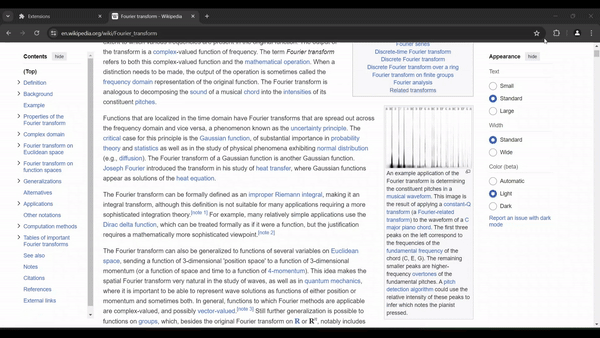 Extensions
Fourier transform - Wikipedia
en.wikipedia.org/wiki/Fourier_transform
Contents hide
(Top)
Definition
Background
Example
Properties of the
Fourier transform
Complex domain
Fourier transform on
Euclidean space
Fourier transform on
function spaces
Generalizations
Alternatives
Applications
Other notations
Computation methods
Tables of important
Fourier transforms
See also
Notes
Citations
References
External links
the transform is a complex-valued function of frequency. The term Fourier transform
refers to both this complex-valued function and the mathematical operation. When a
distinction needs to be made, the output of the operation is sometimes called the
frequency domain representation of the original function. The Fourier transform is
analogous to decomposing the sound of a musical chord into the intensities of its
constituent pitches.
Functions that are localized in the time domain have Fourier transforms that are spread out across
the frequency domain and vice versa, a phenomenon known as the uncertainty principle. The
critical case for this principle is the Gaussian function, of substantial importance in probability
theory and statistics as well as in the study of physical phenomena exhibiting normal distribution
(e.g., diffusion). The Fourier transform of a Gaussian function is another Gaussian function.
Joseph Fourier introduced the transform in his study of heat transfer, where Gaussian functions
appear as solutions of the heat equation.
The Fourier transform can be formally defined as an improper Riemann integral, making it an
integral transform, although this definition is not suitable for many applications requiring a more
sophisticated integration theory.[note 1] For example, many relatively simple applications use the
Dirac delta function, which can be treated formally as if it were a function, but the justification
requires a mathematically more sophisticated viewpoint.[note 2]
The Fourier transform can also be generalized to functions of several variables on Euclidean
space, sending a function of 3-dimensional 'position space' to a function of 3-dimensional
momentum (or a function of space and time to a function of 4-momentum). This idea makes the
spatial Fourier transform very natural in the study of waves, as well as in quantum mechanics,
where it is important to be able to represent wave solutions as functions of either position or
momentum and sometimes both. In general, functions to which Fourier methods are applicable
are complex-valued, and possibly vector-valued.[note 3] Still further generalization is possible to
functions on groups, which, besides the original Fourier transform on R or Rⁿ, notably includes
Fourier series
Discrete-time Fourier transform
Discrete Fourier transform
Discrete Fourier transform over a ring
Fourier transform on finite groups
Fourier analysis
Related transforms
An example application of
the Fourier transform is
determining the
constituent pitches in a
musical waveform. This
image is
the result of applying a
constant-Q
transform (a Fourier-related
transform) to the waveform of a C
major piano chord. The first three
peaks on the left correspond to
the frequencies of the
fundamental frequency of the
chord (C, E, G). The remaining
smaller peaks are higher-
frequency overtones of the
fundamental pitches. A pitch
detection algorithm could use the
relative intensity of these peaks to
infer which notes the pianist
pressed.
Appearance hide
Text
Small
Standard
Large
Width
Standard
Wide
Color (beta)
Automatic
Light
Dark
Report an issue with dark
mode